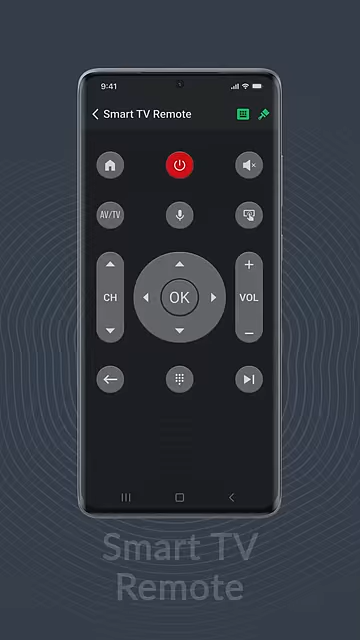 9:41
Smart TV Remote
AV/TV
CH
OK
VOL
Smart TV
Remote